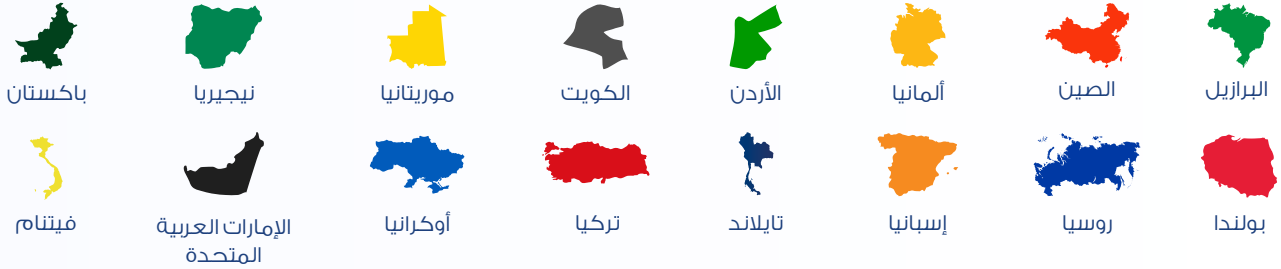 البرازيل
الصين
ألمانيا
الأردن
الكويت
موريتانيا
نيجيريا
باكستان
بولندا
روسيا
إسبانيا
تايلاند
تركيا
أوكرانيا
الإمارات العربية
المتحدة
فيتنام